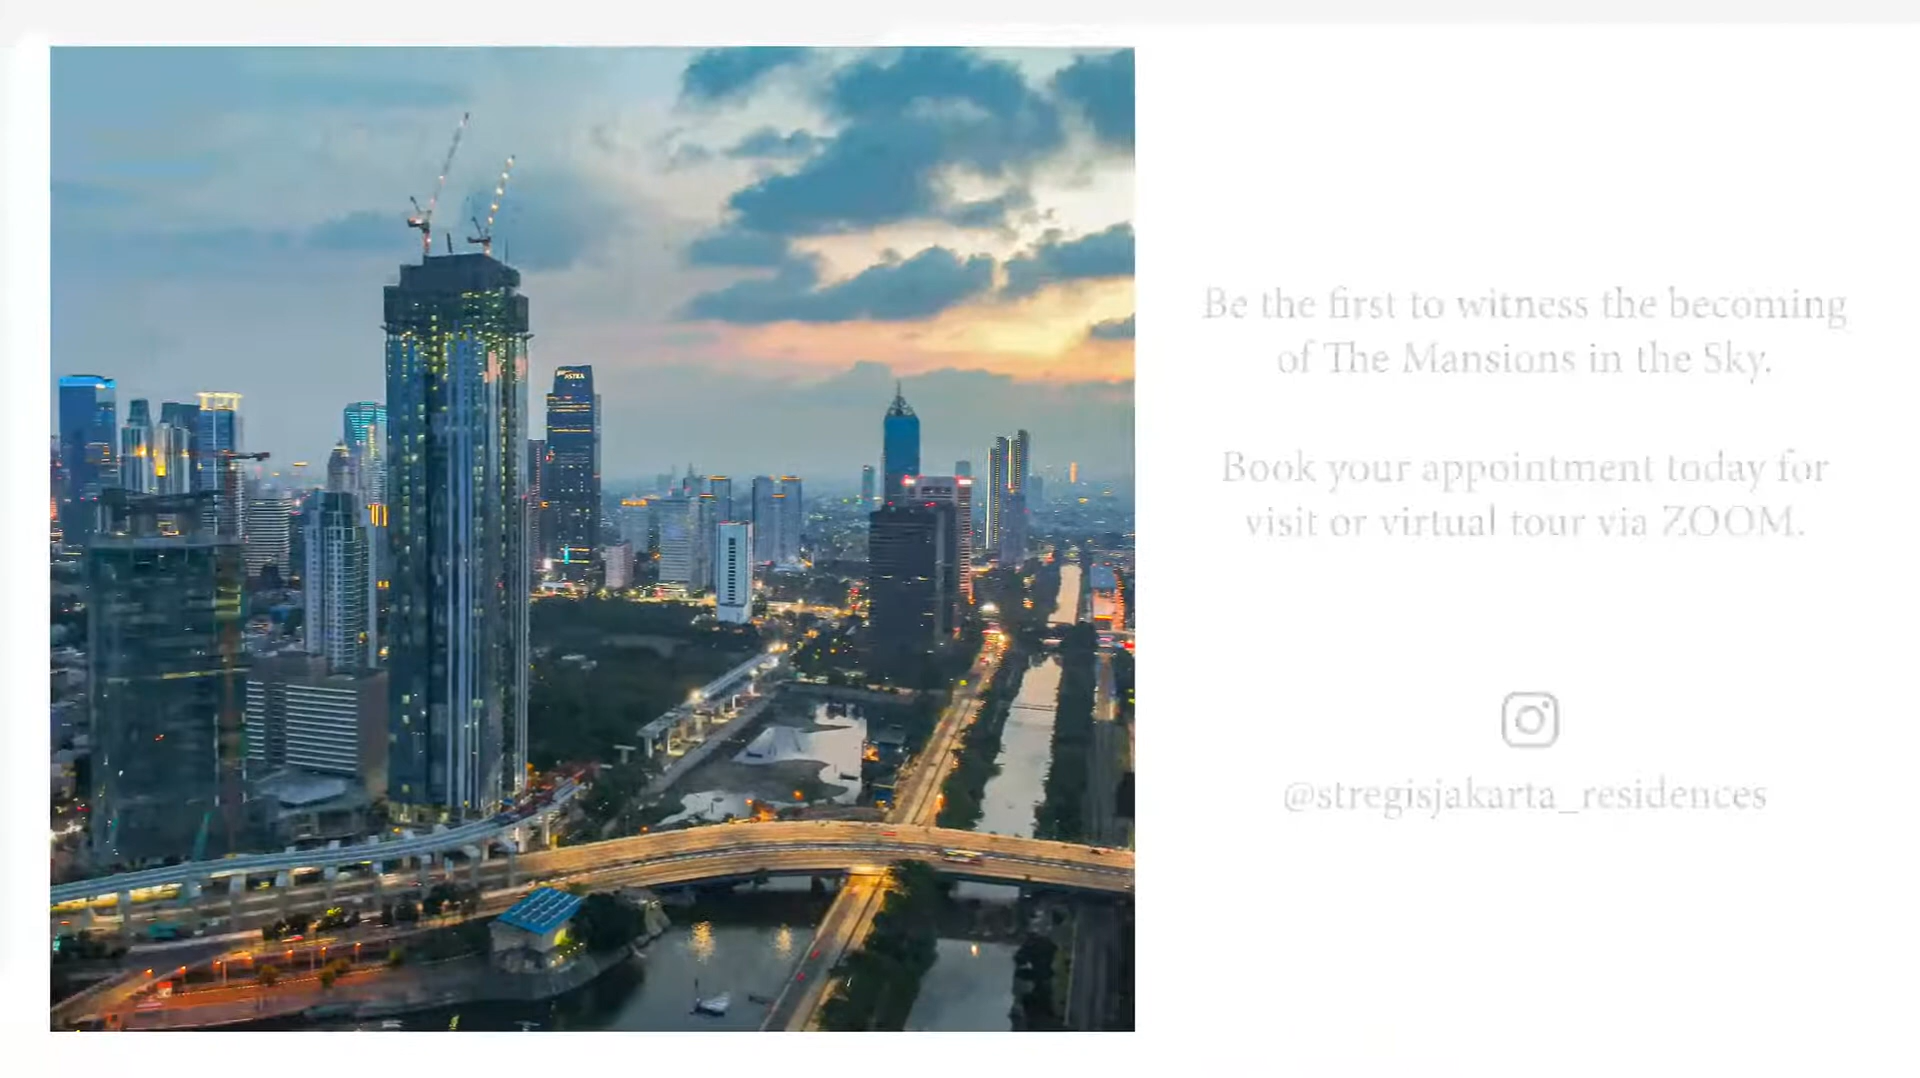 ASTRA
Be the first to witness the becoming
of The Mansions in the Sky.
Book your appointment today for
visit or virtual tour via ZOOM.
@stregisjakarta_residences